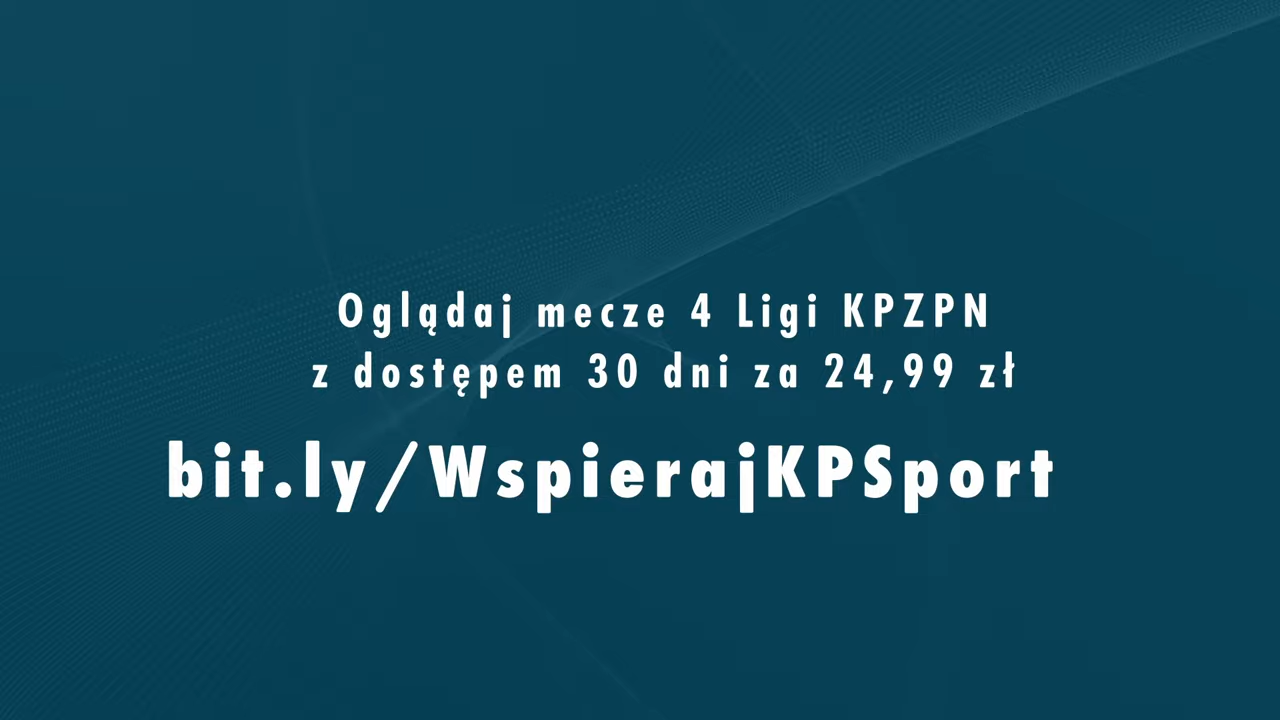 Oglądaj mecze 4 Ligi KPZPN
z dostępem 30 dni za 24,99 zł
bit.ly/WspierajKPSport